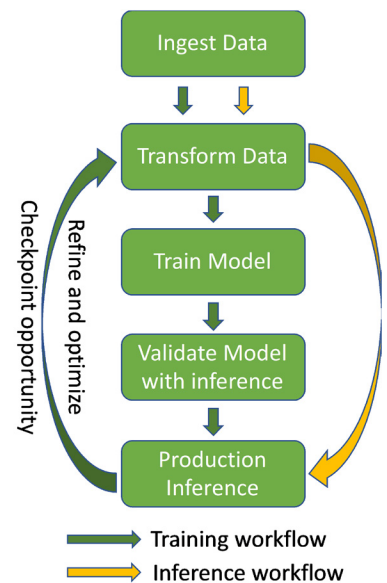 Ingest Data
Transform Data
Train Model
Validate Model
with inference
Production
Inference
Refine and optimize
Checkpoint opportunity
Training workflow
Inference workflow